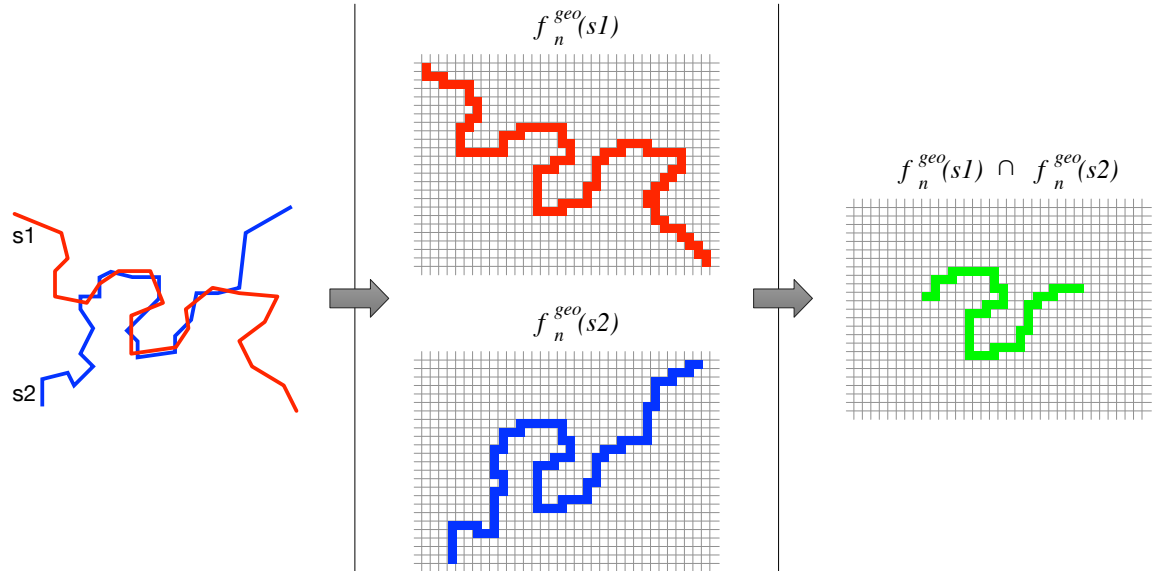 s1
s2
f n geo(s1)
f n geo(s2)
f n geo(s1) ∩ f n geo(s2)